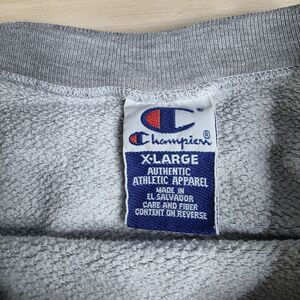 Champion®
X-LARGE
AUTHENTIC
ATHLETIC APPAREL
MADE IN
EL SALVADOR
CARE AND FIBER
CONTENT ON REVERSE